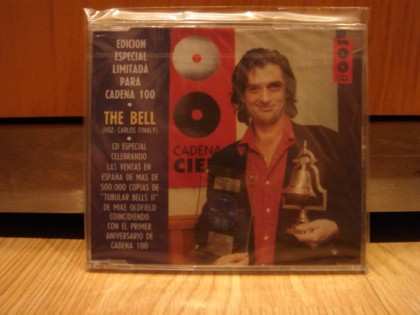 EDICION
ESPECIAL
LIMITADA
PARA
CADENA 100
THE BELL
(VOZ: CARLOS FINALY)
CD ESPECIAL
CELEBRANDO
LAS VENTAS EN
ESPAÑA DE MAS DE
500.000 COPIAS DE
"TUBULAR BELLS II"
DE MIKE OLDFIELD
COINCIDIENDO
CON EL PRIMER
ANIVERSARIO DE
CADENA 100
CADENA
CIEN